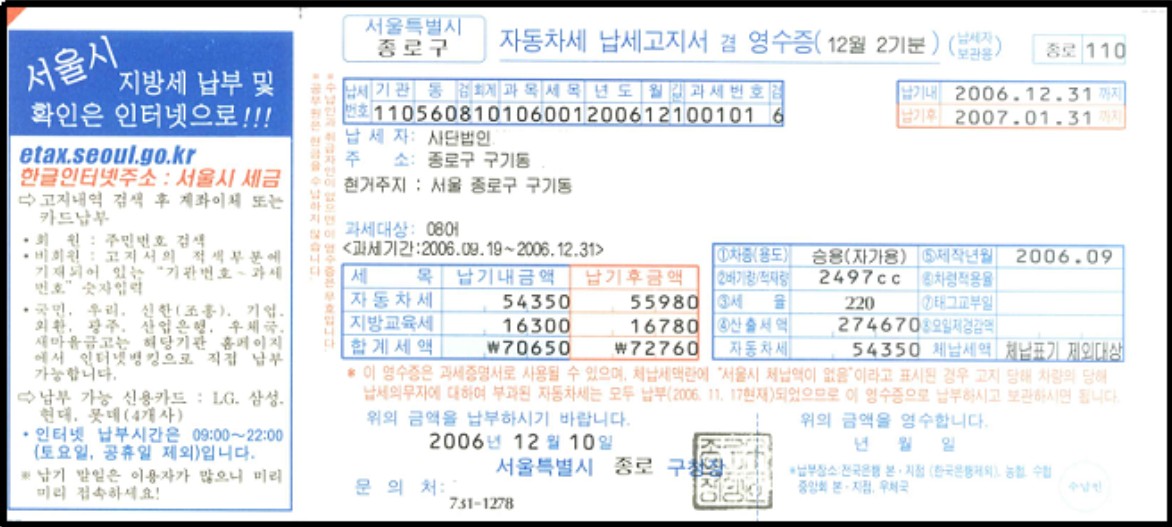 서울시
지방세 납부 및
확인은 인터넷으로!!!
etax.seoul.go.kr
한글인터넷주소 : 서울시 세금
⇨고지내역 검색 후 계좌이체 또는
카드납부
• 회 원 : 주민번호 검색
• 비회원 : 고지서의 적색부분에
기재되어 있는 "기관번호~과세
번호" 숫자입력
• 국민, 우리, 신한(조흥), 기업,
외환, 광주, 산업은행, 우체국,
새마을금고는 해당기관 홈페이지
에서 인터넷뱅킹으로 직접 납부
가능합니다.
⇨납부 가능 신용카드 : LG, 삼성,
현대, 롯데(4개사)
• 인터넷 납부시간은 09:00~22:00
(토요일, 공휴일 제외)입니다.
※ 납기 말일은 이용자가 많으니 미리
미리 접속하세요!
서울특별시
종로구
자동차세 납세고지서 겸 영수증(12월 2기분)
(납세자 보관용)
종로 110
* 수납인과 취급자인이 없으면 이 영수증은 무효입니다.
* 공무원은 현금을 수납하지 않습니다.
납세번호 기관 동 검 회계 과목 세목 년도 월 기분 과세번호 검
1105608101060012006121001016
납기내 2006.12.31 까지
납기후 2007.01.31 까지
납 세 자: 사단법인
주 소: 종로구 구기동
현거주지 : 서울 종로구 구기동
과세대상: 08어
<과세기간:2006.09.19~2006.12.31>
세 목 납기내금액 납기후금액
자동차세 54350 55980
지방교육세 16300 16780
합계세액 ₩70650 ₩72760
①차종(용도) 승용(자가용) ⑤제작년월 2006.09
②배기량/적재량 2497cc ⑥차령적용율
③세 율 220 ⑦태그교부일
④산출세액 274670 ⑧요일제경감액
자동차세 54350 체납세액 체납표기 제외대상
* 이 영수증은 과세증명서로 사용될 수 있으며, 체납세액란에 "서울시 체납액이 없음"이라고 표시된 경우 고지 당해 차량의 당해
납세의무자에 대하여 부과된 자동차세는 모두 납부(2006. 11. 17현재)되었으므로 이 영수증으로 납부하시고 보관하시면 됩니다.
위의 금액을 납부하시기 바랍니다.
2006년 12월 10일
서울특별시 종로 구청장
문 의 처:
731-1278
위의 금액을 영수합니다.
년 월 일
*납부장소: 전국은행 본·지점 (한국은행제외), 농협, 수협
중앙회 본·지점, 우체국
수납인